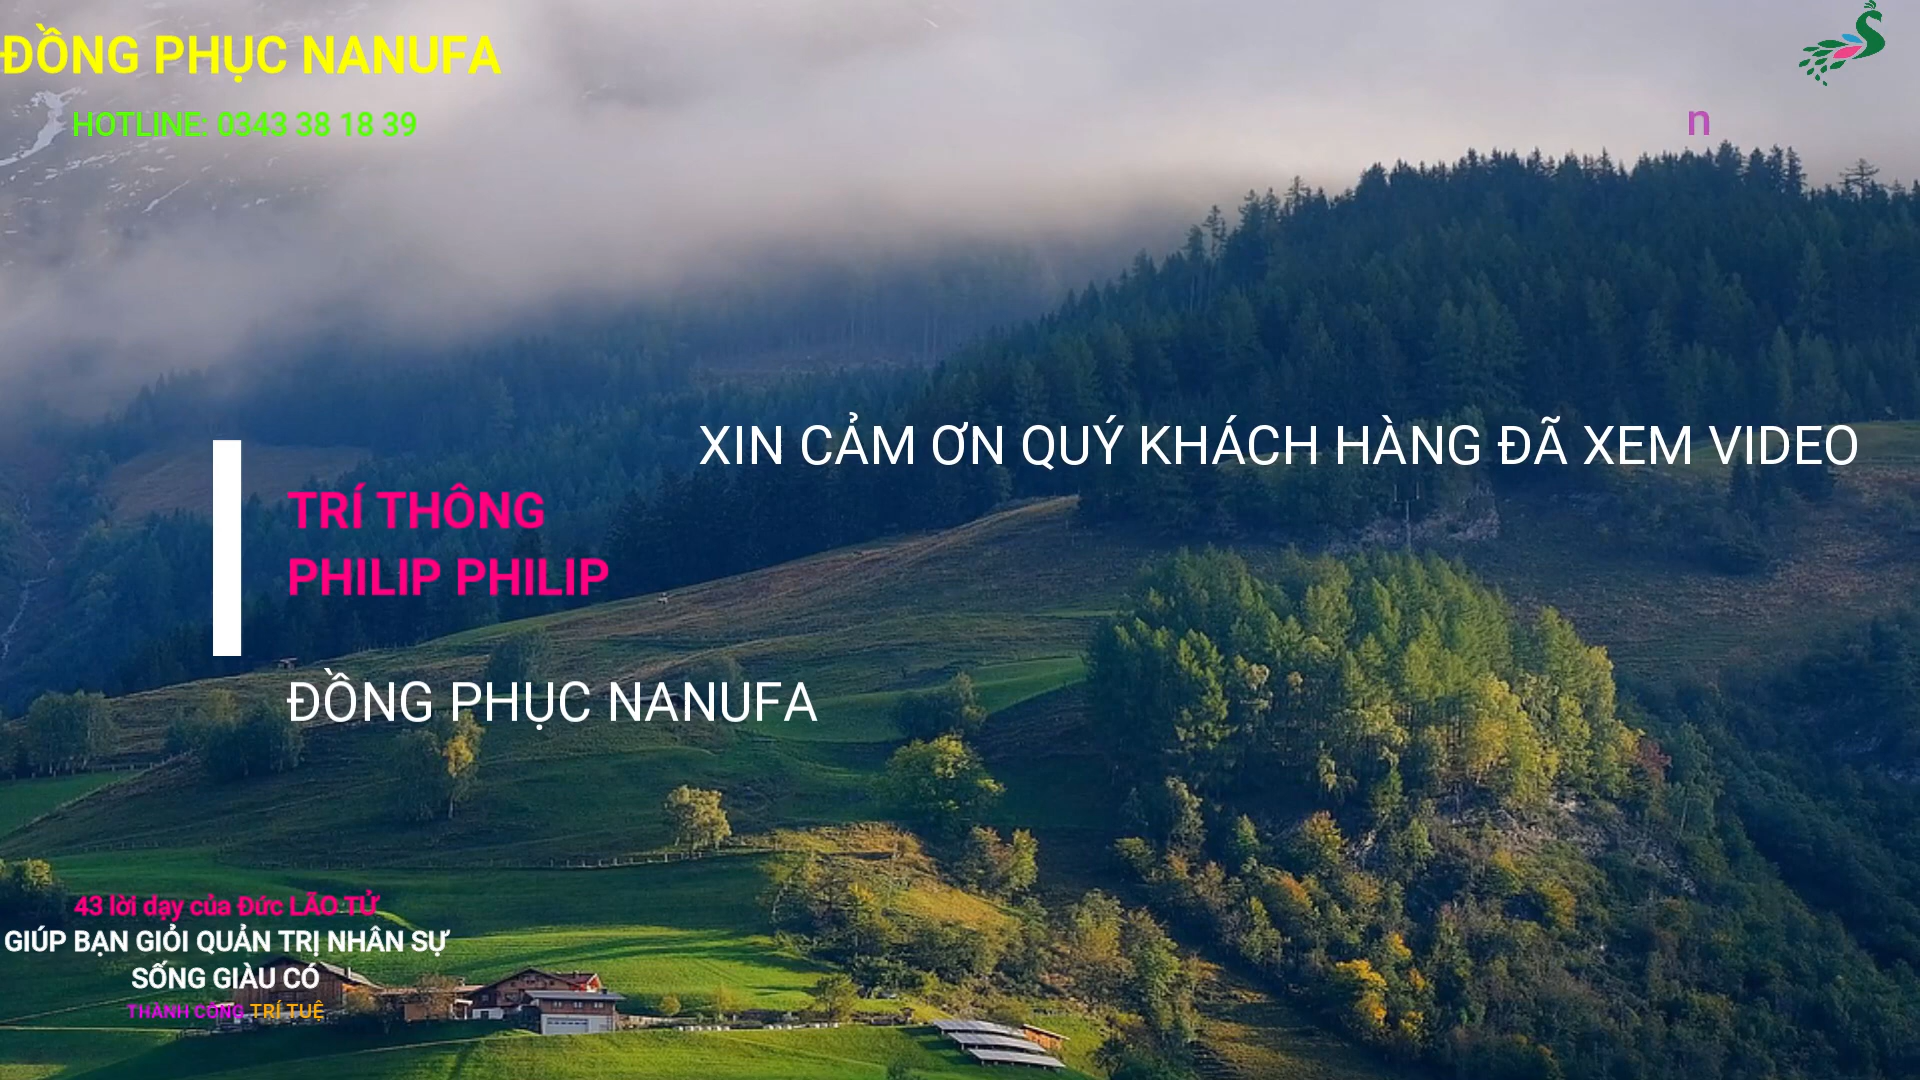 ĐỒNG PHỤC NANUFA
HOTLINE: 0343 38 18 39
n
XIN CẢM ƠN QUÝ KHÁCH HÀNG ĐÃ XEM VIDEO
TRÍ THÔNG
PHILIP PHILIP
ĐỒNG PHỤC NANUFA
43 lời dạy của Đức LÃO TỬ
GIÚP BẠN GIỎI QUẢN TRỊ NHÂN SỰ
SỐNG GIÀU CÓ
THÀNH CÔNG TRÍ TUỆ